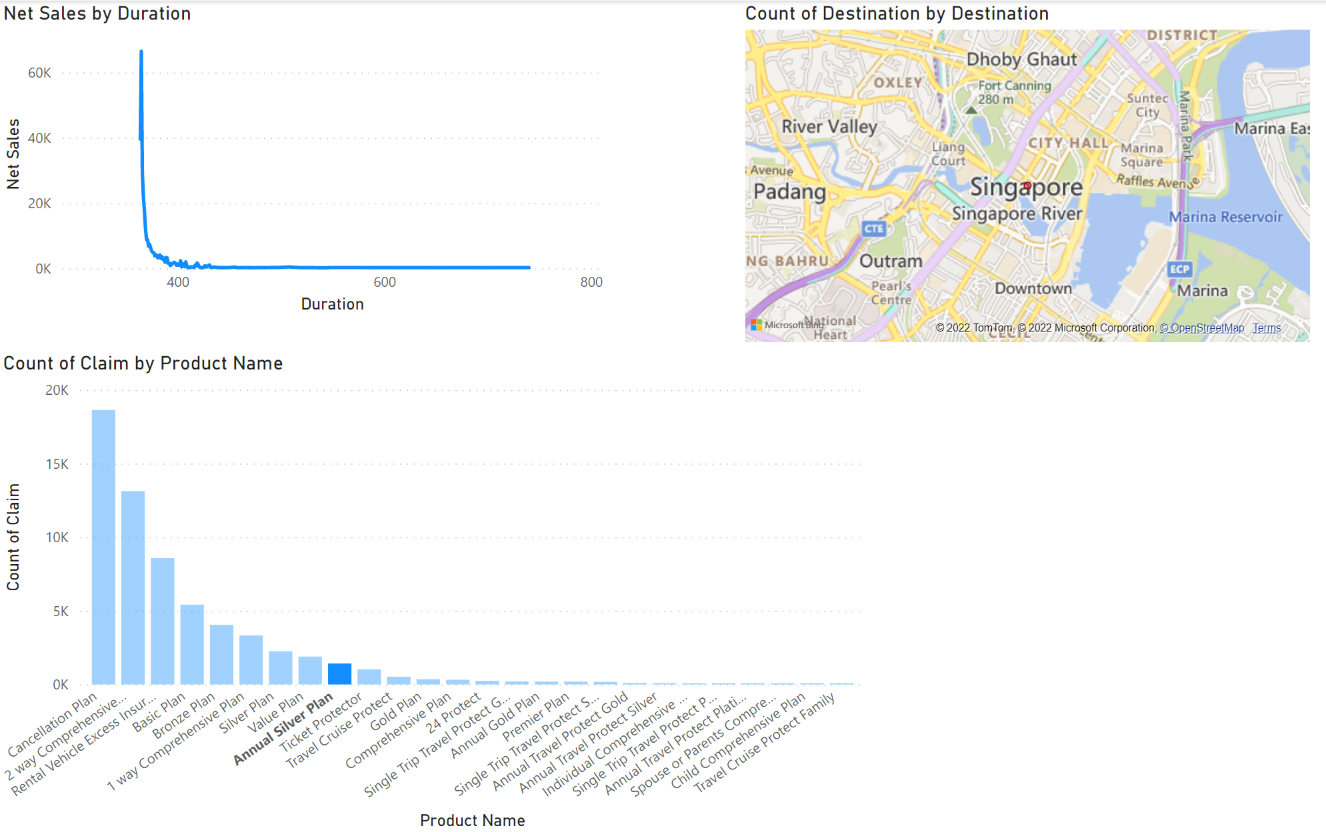 Net Sales by Duration
Net Sales
60K
40K
20K
0K
400
600
800
Duration
Count of Destination by Destination
DISTRICT
Dhoby Ghaut
OXLEY
Fort Canning
280 m
Suntec
City
River Valley
Marina Park
Marina Eas
CITY HALL
Liang
Court
Marina
Square
s Avenue
Raffles Avenue
Padang
Singapore
Singapore River
Marina Reservoir
CTE
NG BAHRU
Outram
ECP
Pearl's
Centre
Downtown
Marina
National
Heart
Microsoft Bing
© 2022 TomTom, © 2022 Microsoft Corporation, © OpenStreetMap Terms
CECIL
Count of Claim by Product Name
Count of Claim
20K
15K
10K
5K
0K
Cancellation Plan
2 way Comprehensive...
Rental Vehicle Excess Insur...
Basic Plan
Bronze Plan
1 way Comprehensive Plan
Silver Plan
Value Plan
Annual Silver Plan
Ticket Protector
Travel Cruise Protect
Gold Plan
Comprehensive Plan
24 Protect
Single Trip Travel Protect G...
Annual Gold Plan
Premier Plan
Single Trip Travel Protect S...
Annual Travel Protect Gold
Annual Travel Protect Silver
Individual Comprehensive ...
Single Trip Travel Protect P...
Annual Travel Protect Plati...
Spouse or Parents Compre...
Child Comprehensive Plan
Travel Cruise Protect Family
Product Name